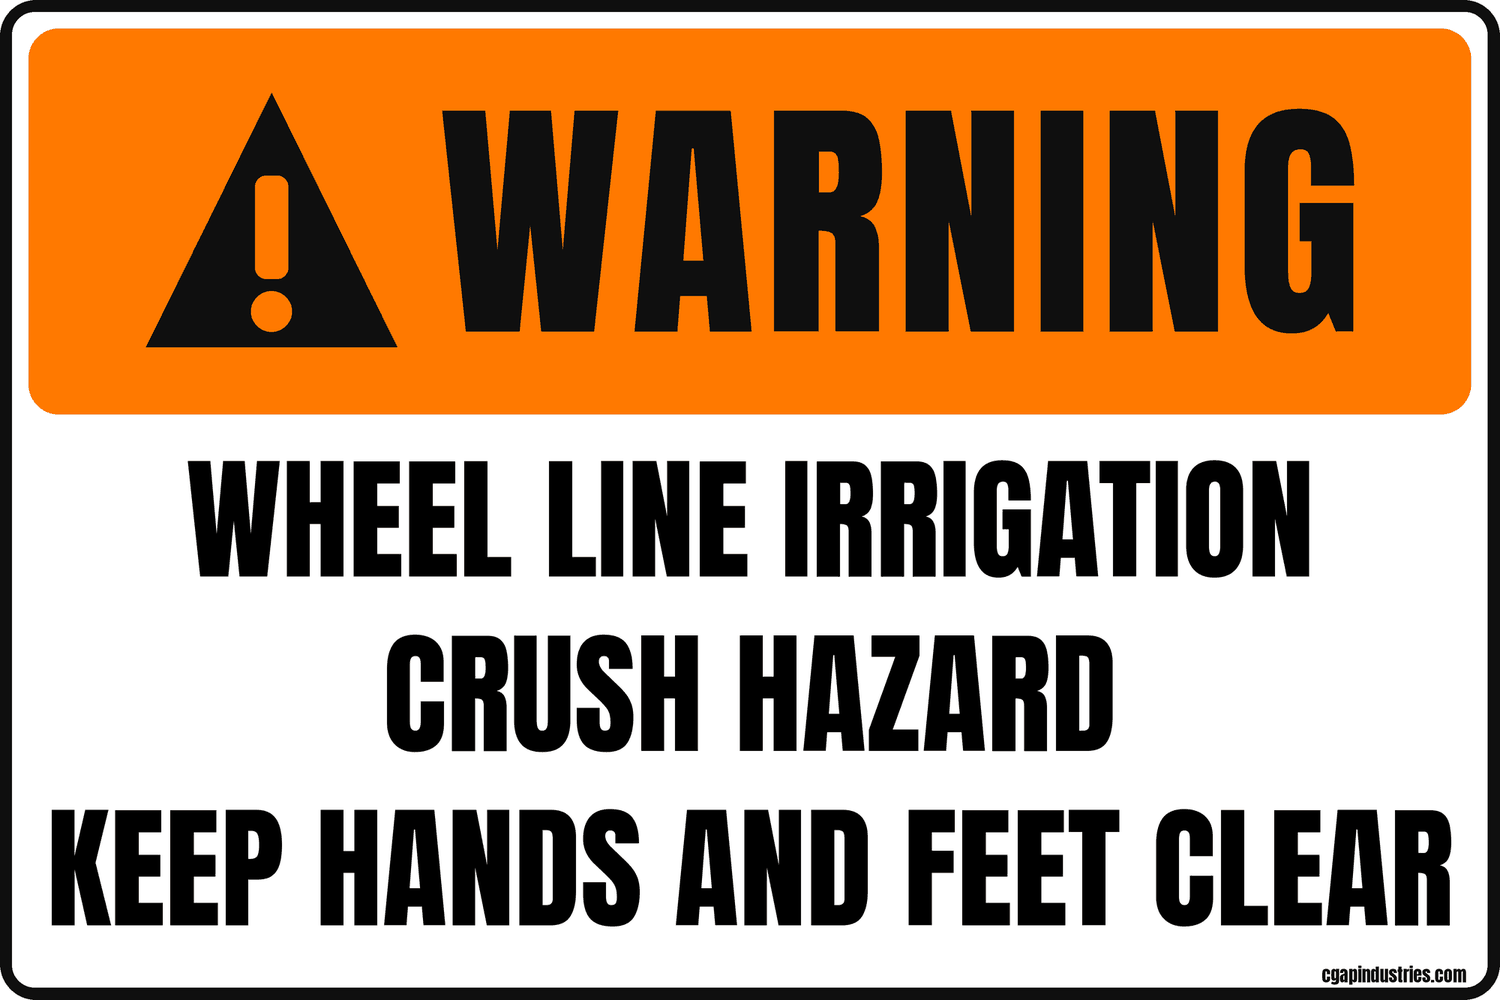 WARNING
WHEEL LINE IRRIGATION
CRUSH HAZARD
KEEP HANDS AND FEET CLEAR
cgapindustries.com